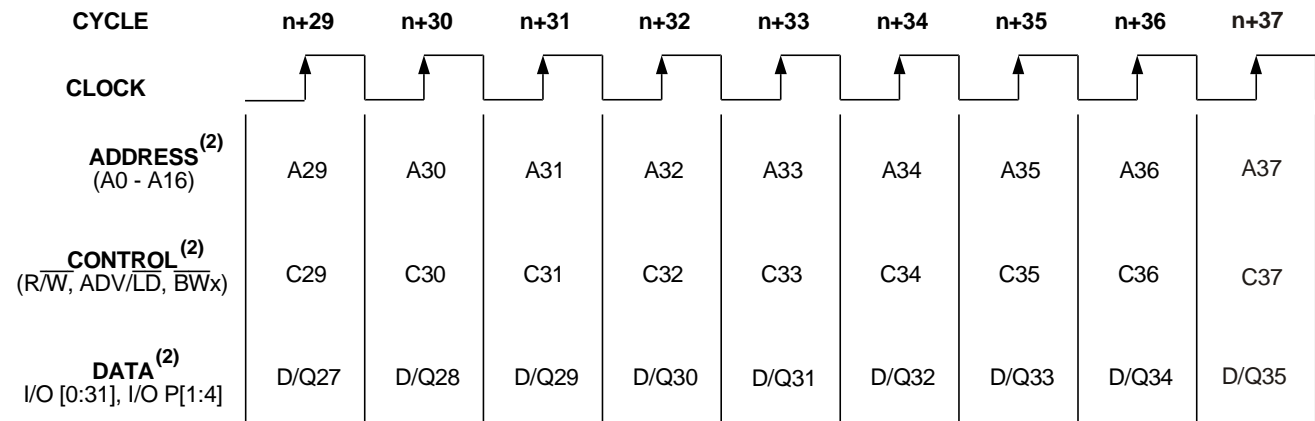 CYCLE n+29 n+30 n+31 n+32 n+33 n+34 n+35 n+36 n+37
CLOCK
ADDRESS(2)
(A0 - A16) A29 A30 A31 A32 A33 A34 A35 A36 A37
CONTROL(2)
(R/W̅, ADV/L̅D̅, B̅W̅x) C29 C30 C31 C32 C33 C34 C35 C36 C37
DATA(2)
I/O [0:31], I/O P[1:4] D/Q27 D/Q28 D/Q29 D/Q30 D/Q31 D/Q32 D/Q33 D/Q34 D/Q35